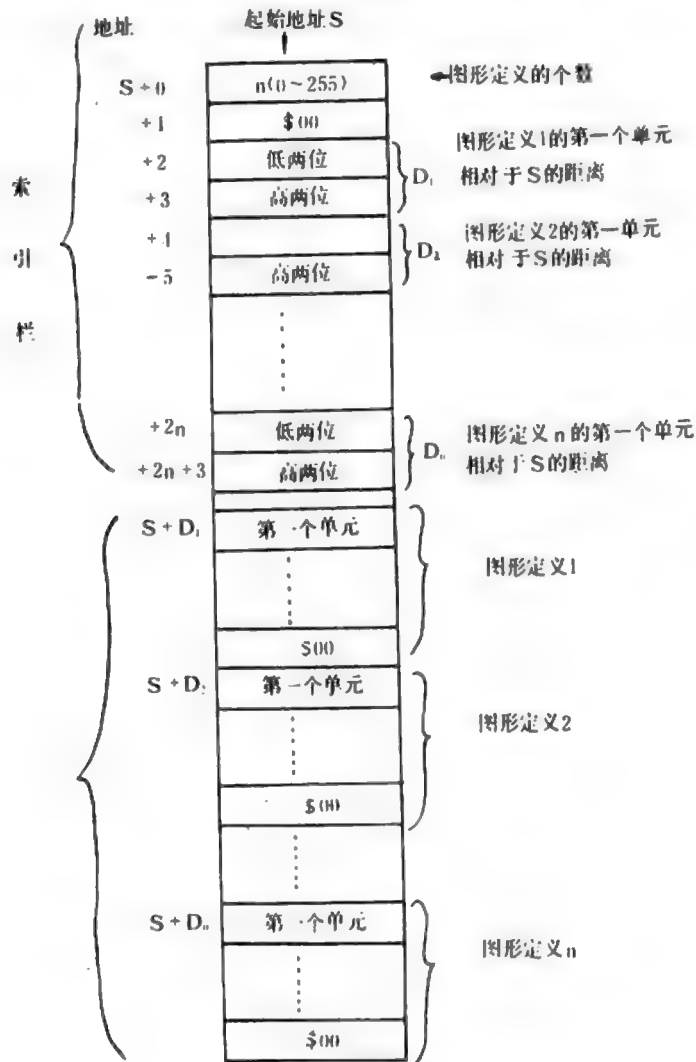 地址 起始地址S
S+0 n(0~255) 图形定义的个数
+1 $00
+2 低两位 D₁ 图形定义1的第一个单元
相对于S的距离
+3 高两位
+4 D₂ 图形定义2的第一单元
相对于S的距离
-5 高两位
索
引
栏
+2n 低两位 Dₙ 图形定义n的第一个单元
相对于S的距离
+2n+3 高两位
S+D₁ 第一个单元
图形定义1
$00
S+D₂ 第一个单元
图形定义2
$00
S+Dₙ 第一个单元
图形定义n
$00